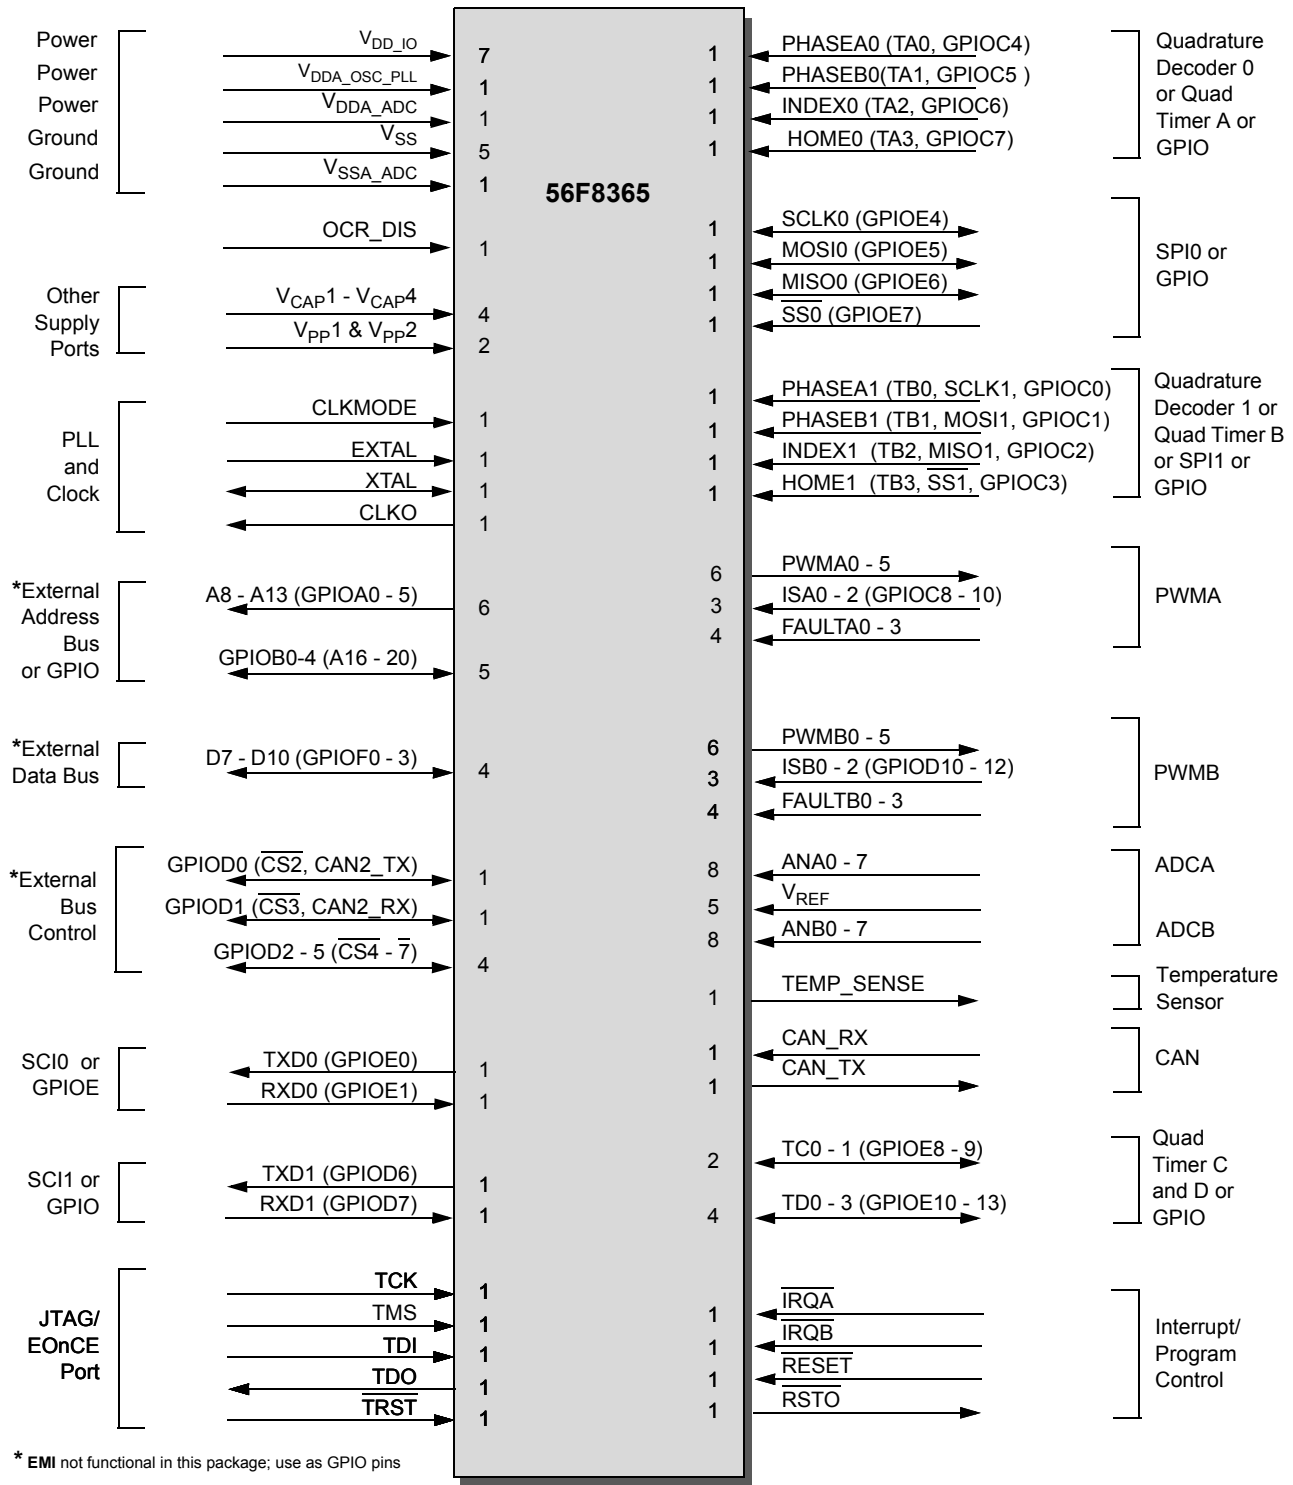 Power
Power
Power
Ground
Ground
VDD_IO
7
VDDA_OSC_PLL
1
VDDA_ADC
1
VSS
5
VSSA_ADC
1
OCR_DIS
1
Other
Supply
Ports
VCAP1 - VCAP4
4
VPP1 & VPP2
2
PLL
and
Clock
CLKMODE
1
EXTAL
1
XTAL
1
CLKO
1
*External
Address
Bus
or GPIO
A8 - A13 (GPIOA0 - 5)
6
GPIOB0-4 (A16 - 20)
5
*External
Data Bus
D7 - D10 (GPIOF0 - 3)
4
*External
Bus
Control
GPIOD0 (C̅S̅2̅, CAN2_TX)
1
GPIOD1 (C̅S̅3̅, CAN2_RX)
1
GPIOD2 - 5 (C̅S̅4̅ - 7̅)
4
SCI0 or
GPIOE
TXD0 (GPIOE0)
1
RXD0 (GPIOE1)
1
SCI1 or
GPIO
TXD1 (GPIOD6)
1
RXD1 (GPIOD7)
1
JTAG/
EOnCE
Port
TCK
1
TMS
1
TDI
1
TDO
1
T̅R̅S̅T̅
1
* EMI not functional in this package; use as GPIO pins
56F8365
1
PHASEA0 (TA0, GPIOC4)
1
PHASEB0(TA1, GPIOC5 )
1
INDEX0 (TA2, GPIOC6)
1
HOME0 (TA3, GPIOC7)
Quadrature
Decoder 0
or Quad
Timer A or
GPIO
1
SCLK0 (GPIOE4)
1
MOSI0 (GPIOE5)
1
MISO0 (GPIOE6)
1
S̅S̅0̅ (GPIOE7)
SPI0 or
GPIO
1
PHASEA1 (TB0, SCLK1, GPIOC0)
1
PHASEB1 (TB1, MOSI1, GPIOC1)
1
INDEX1 (TB2, MISO1, GPIOC2)
1
HOME1 (TB3, S̅S̅1̅, GPIOC3)
Quadrature
Decoder 1 or
Quad Timer B
or SPI1 or
GPIO
6
PWMA0 - 5
3
ISA0 - 2 (GPIOC8 - 10)
4
FAULTA0 - 3
PWMA
6
PWMB0 - 5
3
ISB0 - 2 (GPIOD10 - 12)
4
FAULTB0 - 3
PWMB
8
ANA0 - 7
5
VREF
8
ANB0 - 7
ADCA
ADCB
1
TEMP_SENSE
Temperature
Sensor
1
CAN_RX
1
CAN_TX
CAN
2
TC0 - 1 (GPIOE8 - 9)
4
TD0 - 3 (GPIOE10 - 13)
Quad
Timer C
and D or
GPIO
1
I̅R̅Q̅A̅
1
I̅R̅Q̅B̅
1
R̅E̅S̅E̅T̅
1
R̅S̅T̅O̅
Interrupt/
Program
Control